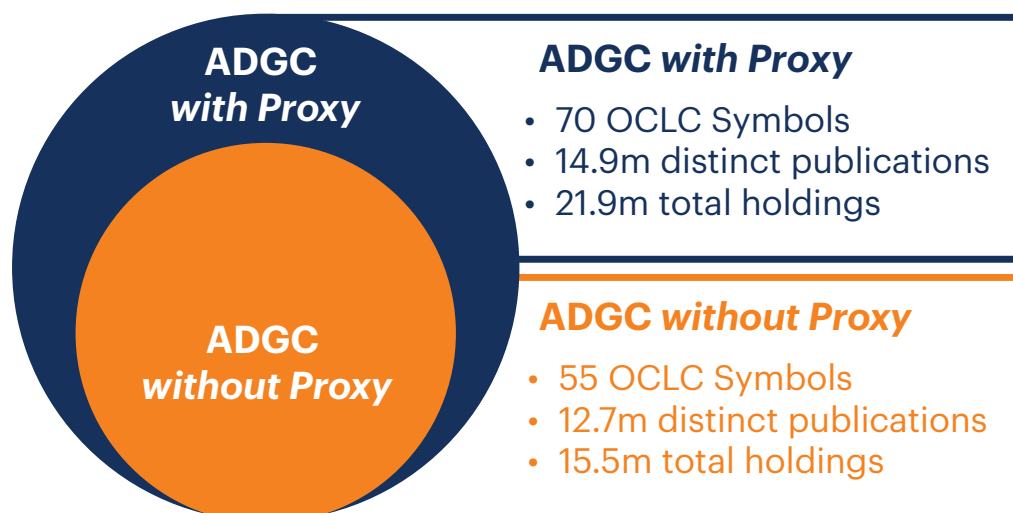 ADGC
with Proxy
ADGC
without Proxy
ADGC with Proxy
• 70 OCLC Symbols
• 14.9m distinct publications
• 21.9m total holdings
ADGC without Proxy
• 55 OCLC Symbols
• 12.7m distinct publications
• 15.5m total holdings